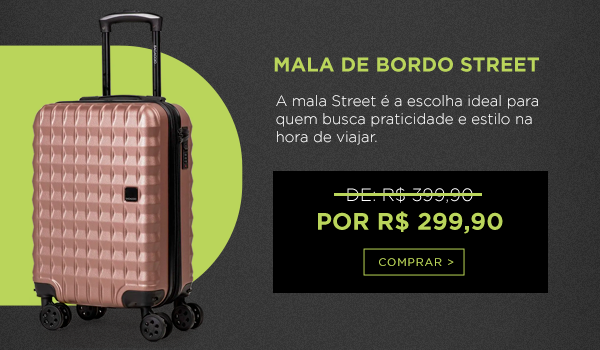 MALA DE BORDO STREET
A mala Street é a escolha ideal para
quem busca praticidade e estilo na
hora de viajar.
DE: R$ 399,90
POR R$ 299,90
COMPRAR >